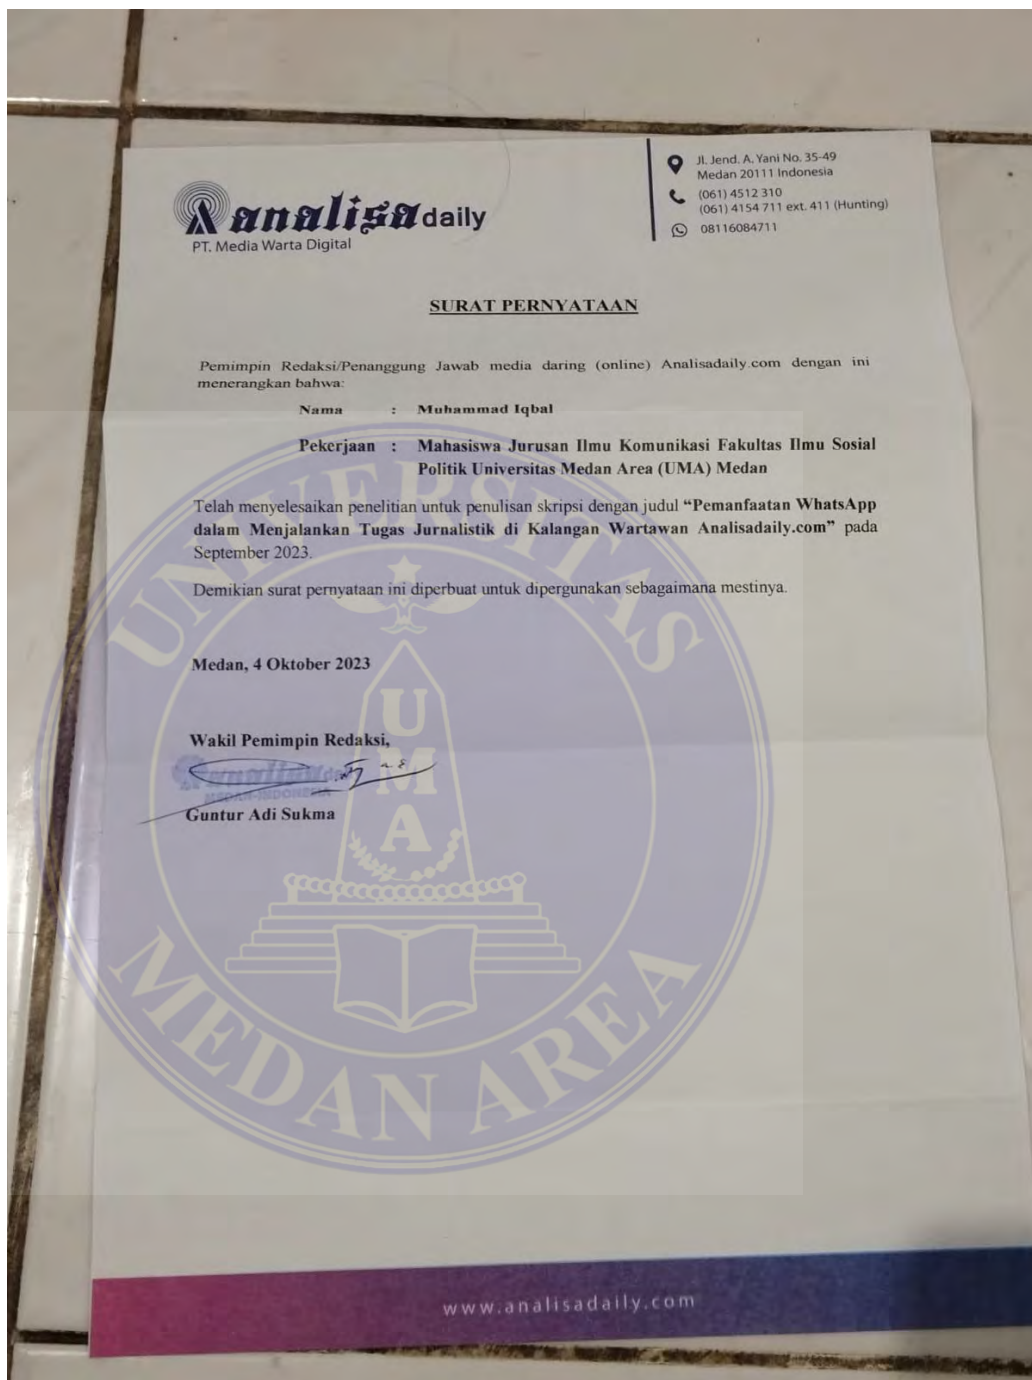 analisadaily
PT. Media Warta Digital
Jl. Jend. A. Yani No. 35-49
Medan 20111 Indonesia
(061) 4512 310
(061) 4154 711 ext. 411 (Hunting)
08116084711
SURAT PERNYATAAN
Pemimpin Redaksi/Penanggung Jawab media daring (online) Analisadaily.com dengan ini
menerangkan bahwa:
Nama : Muhammad Iqbal
Pekerjaan : Mahasiswa Jurusan Ilmu Komunikasi Fakultas Ilmu Sosial
Politik Universitas Medan Area (UMA) Medan
Telah menyelesaikan penelitian untuk penulisan skripsi dengan judul “Pemanfaatan WhatsApp
dalam Menjalankan Tugas Jurnalistik di Kalangan Wartawan Analisadaily.com” pada
September 2023.
Demikian surat pernyataan ini diperbuat untuk dipergunakan sebagaimana mestinya.
Medan, 4 Oktober 2023
Wakil Pemimpin Redaksi,
MEDAN-INDONESIA
Guntur Adi Sukma
UNIVERSITAS
UMA
MEDAN AREA
www.analisadaily.com